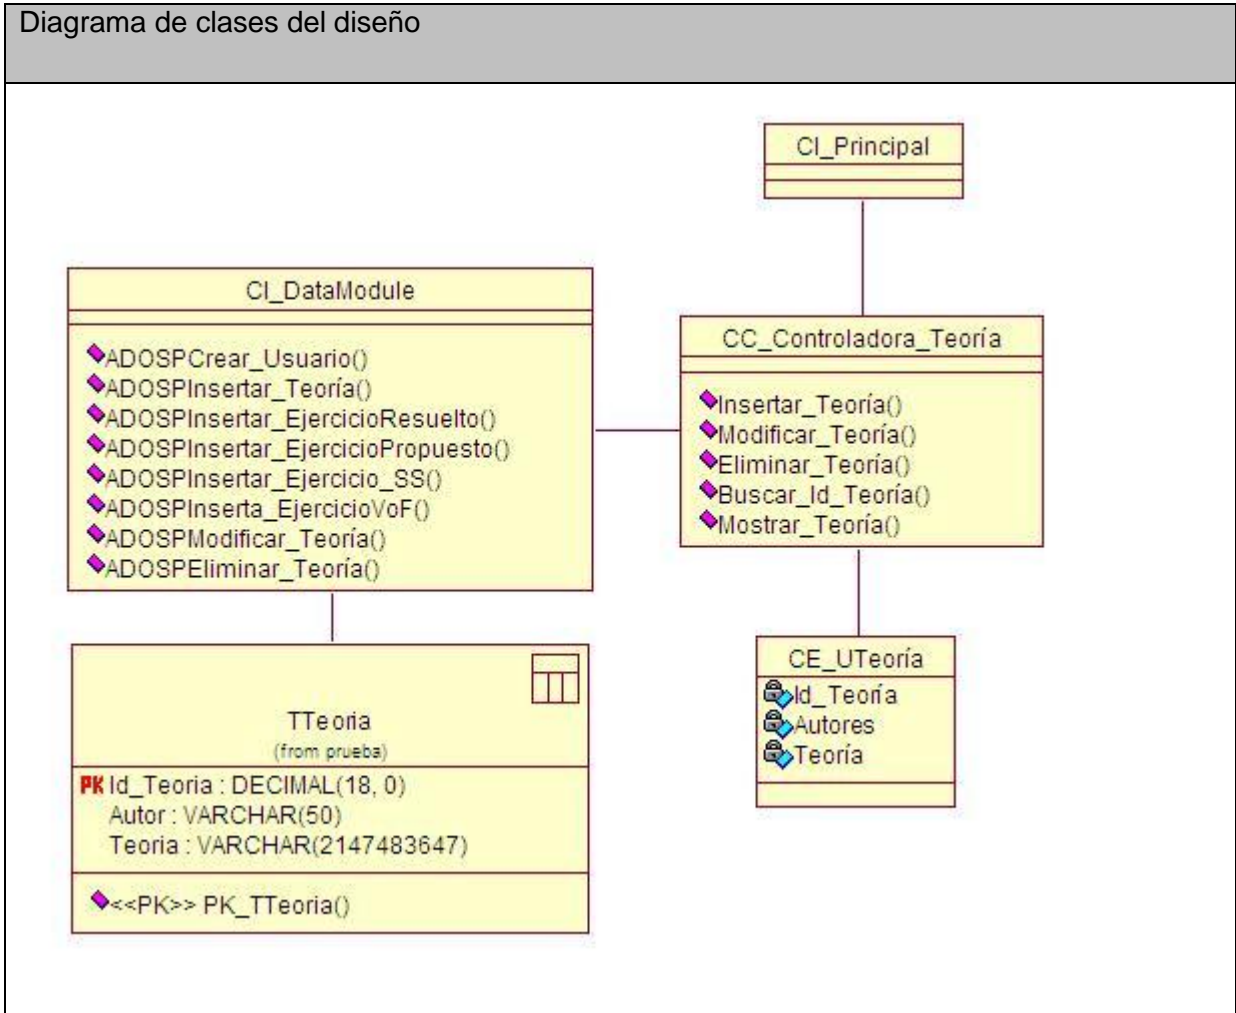 Diagrama de clases del diseño
CI_Principal
CI_DataModule
ADOSPCrear_Usuario()
ADOSPInsertar_Teoría()
ADOSPInsertar_EjercicioResuelto()
ADOSPInsertar_EjercicioPropuesto()
ADOSPInsertar_Ejercicio_SS()
ADOSPInserta_EjercicioVoF()
ADOSPModificar_Teoría()
ADOSPEliminar_Teoría()
CC_Controladora_Teoría
Insertar_Teoría()
Modificar_Teoría()
Eliminar_Teoría()
Buscar_Id_Teoría()
Mostrar_Teoría()
TTeoria
(from prueba)
PK Id_Teoria : DECIMAL(18, 0)
Autor : VARCHAR(50)
Teoria : VARCHAR(2147483647)
<<PK>> PK_TTeoria()
CE_UTeoría
Id_Teoría
Autores
Teoría